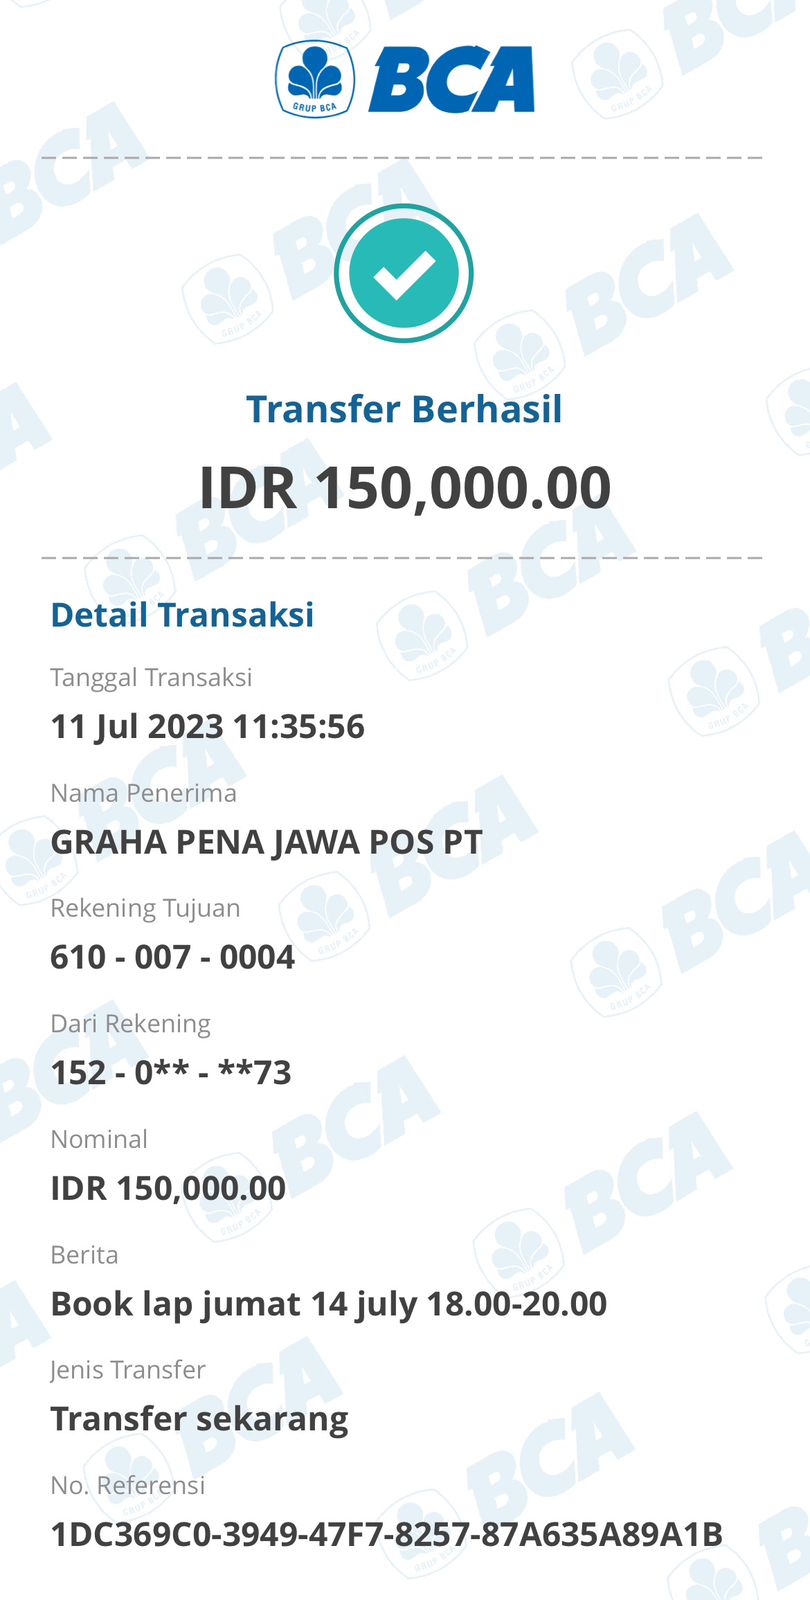 GRUP BCA BCA
Transfer Berhasil
IDR 150,000.00
Detail Transaksi
Tanggal Transaksi
11 Jul 2023 11:35:56
Nama Penerima
GRAHA PENA JAWA POS PT
Rekening Tujuan
610 - 007 - 0004
Dari Rekening
152 - 0** - **73
Nominal
IDR 150,000.00
Berita
Book lap jumat 14 july 18.00-20.00
Jenis Transfer
Transfer sekarang
No. Referensi
1DC369C0-3949-47F7-8257-87A635A89A1B